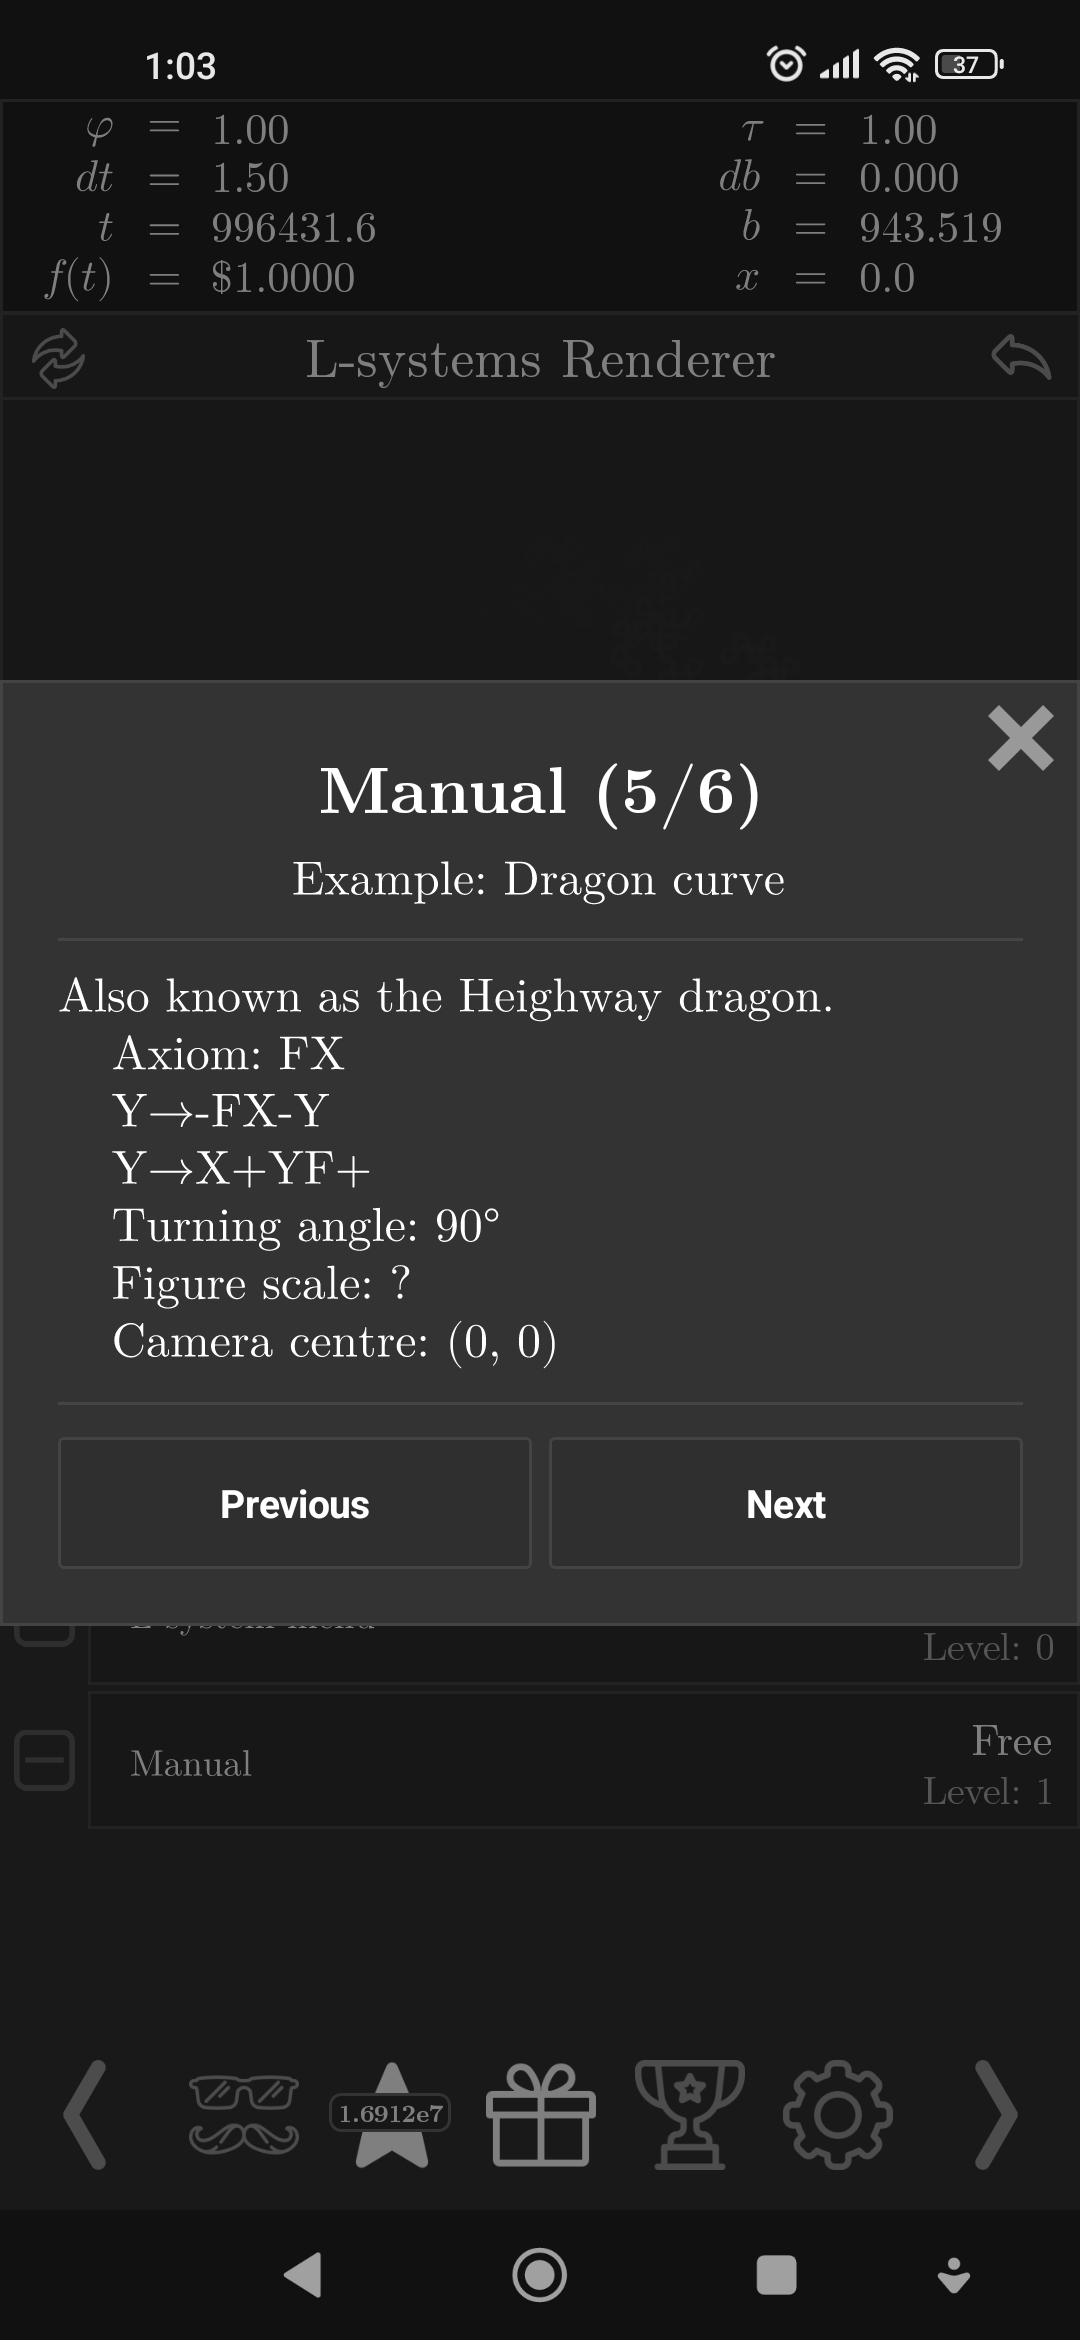 1:03
37
φ = 1.00
τ = 1.00
dt = 1.50
db = 0.000
t = 996431.6
b = 943.519
f(t) = $1.0000
x = 0.0
L-systems Renderer
Manual (5/6)
Example: Dragon curve
Also known as the Heighway dragon.
Axiom: FX
Y→-FX-Y
Y→X+YF+
Turning angle: 90°
Figure scale: ?
Camera centre: (0, 0)
Previous
Next
L-system menu
Level: 0
Manual
Free
Level: 1
1.6912e7